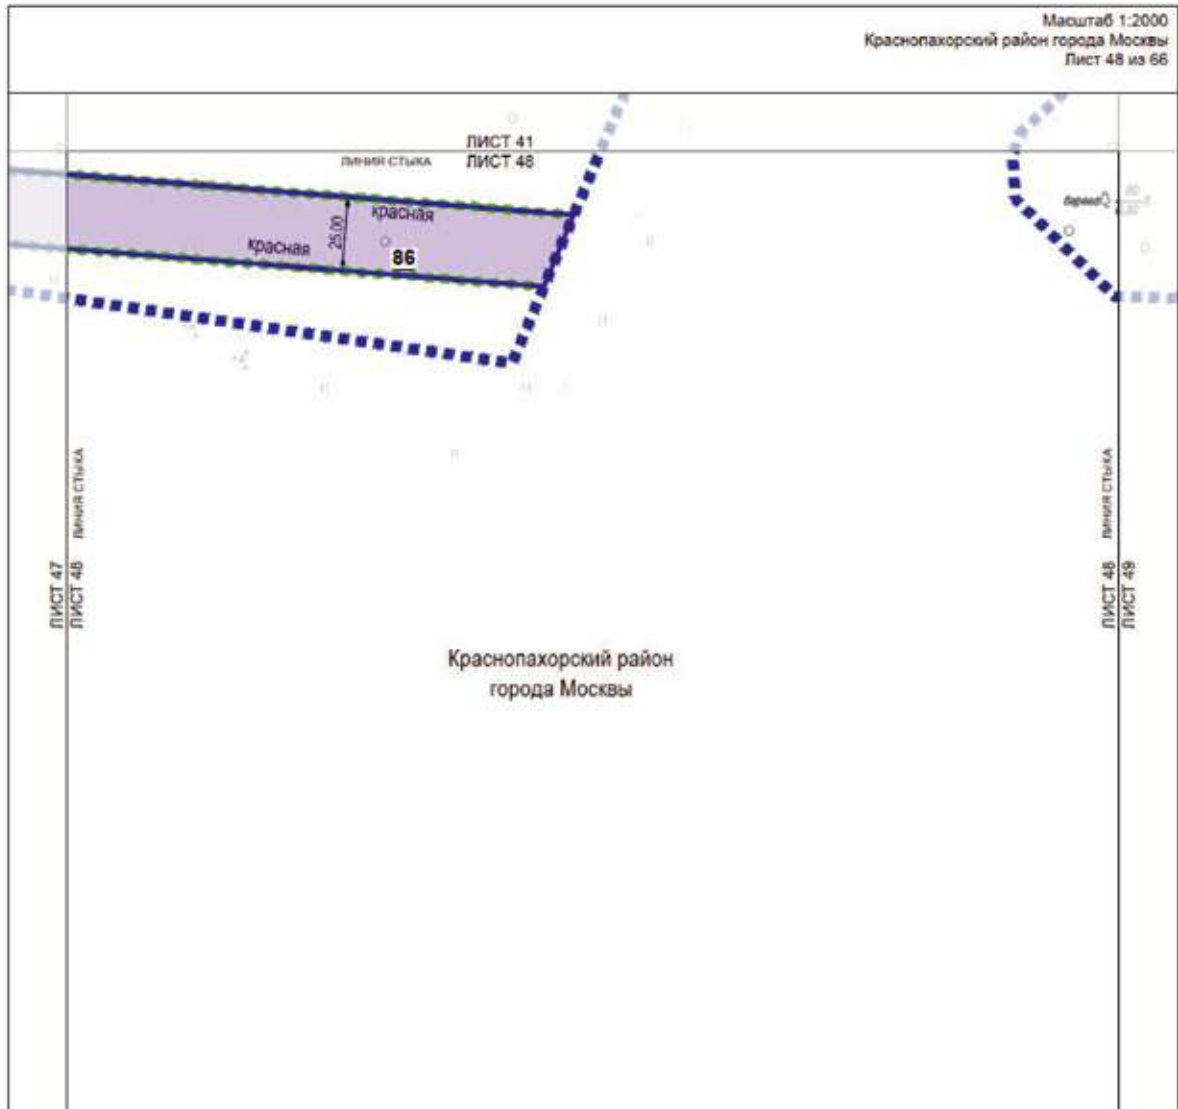 Масштаб 1:2000
Краснопахорский район города Москвы
Лист 48 из 66
ЛИСТ 41
ЛИНИЯ СТЫКА
ЛИСТ 48
красная
25.00
красная
86
береза
ЛИНИЯ СТЫКА
ЛИСТ 47
ЛИСТ 48
ЛИНИЯ СТЫКА
ЛИСТ 48
ЛИСТ 49
Краснопахорский район
города Москвы